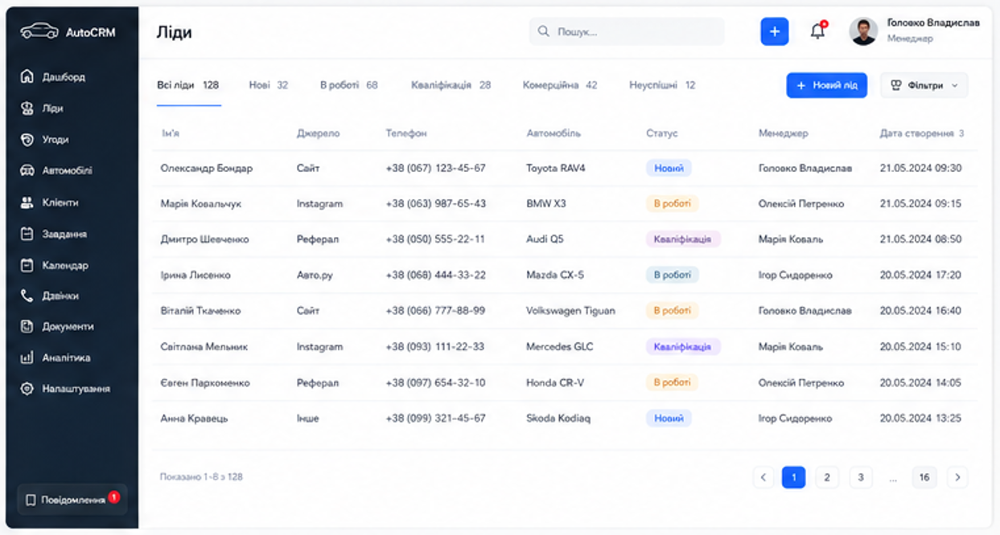 AutoCRM
Дашборд
Ліди
Угоди
Автомобілі
Клієнти
Завдання
Календар
Дзвінки
Документи
Аналітика
Налаштування
Повідомлення 1
Ліди
Пошук...
+
Головко Владислав
Менеджер
Всі ліди 128 Нові 32 В роботі 68 Кваліфікація 28 Комерційна 42 Неуспішні 12
+ Новий лід Фільтри
Ім'я Джерело Телефон Автомобіль Статус Менеджер Дата створення 3
Олександр Бондар Сайт +38 (067) 123-45-67 Toyota RAV4 Новий Головко Владислав 21.05.2024 09:30
Марія Ковальчук Instagram +38 (063) 987-65-43 BMW X3 В роботі Олексій Петренко 21.05.2024 09:15
Дмитро Шевченко Реферал +38 (050) 555-22-11 Audi Q5 Кваліфікація Марія Коваль 21.05.2024 08:50
Ірина Лисенко Авто.ру +38 (068) 444-33-22 Mazda CX-5 В роботі Ігор Сидоренко 20.05.2024 17:20
Віталій Ткаченко Сайт +38 (066) 777-88-99 Volkswagen Tiguan В роботі Головко Владислав 20.05.2024 16:40
Світлана Мельник Instagram +38 (093) 111-22-33 Mercedes GLC Кваліфікація Марія Коваль 20.05.2024 15:10
Євген Пархоменко Реферал +38 (097) 654-32-10 Honda CR-V В роботі Олексій Петренко 20.05.2024 14:05
Анна Кравець Інше +38 (099) 321-45-67 Skoda Kodiaq Новий Ігор Сидоренко 20.05.2024 13:25
Показано 1-8 з 128
< 1 2 3 ... 16 >